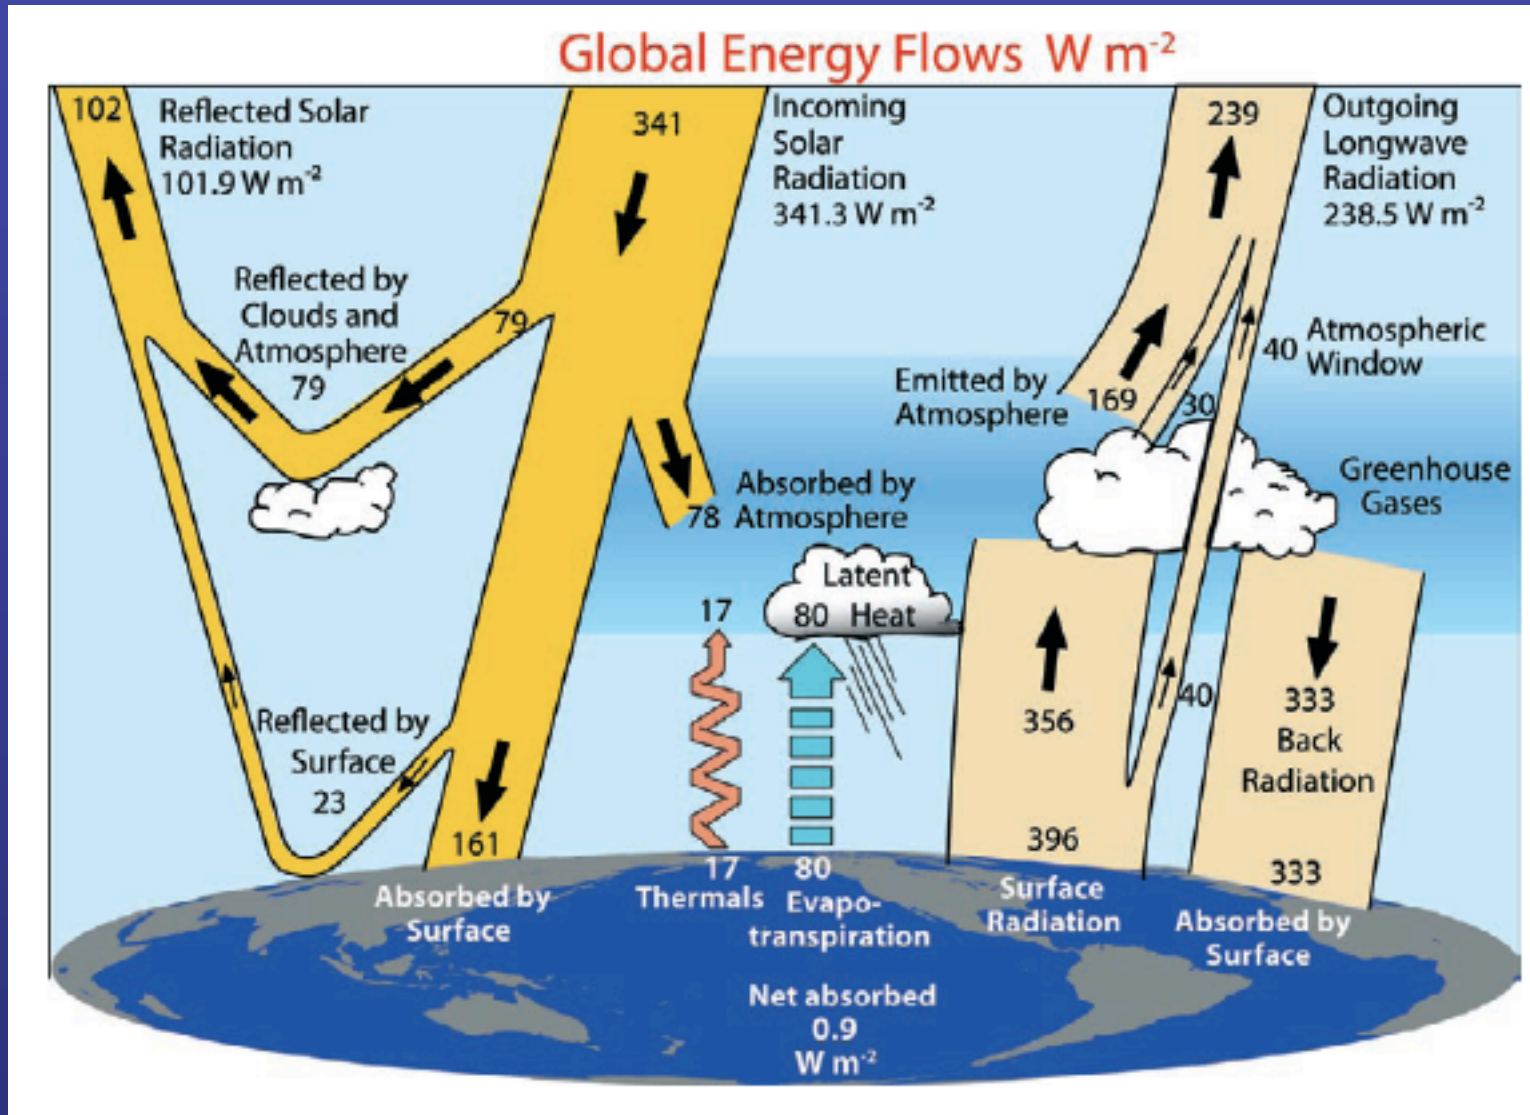 Global Energy Flows W m-2
102
Reflected Solar
Radiation
101.9 W m-2
341
Incoming
Solar
Radiation
341.3 W m-2
239
Outgoing
Longwave
Radiation
238.5 W m-2
Reflected by
Clouds and
Atmosphere
79
79
Emitted by
Atmosphere
169
30
40
Atmospheric
Window
Greenhouse
Gases
78
Absorbed by
Atmosphere
17
Latent
80 Heat
Reflected by
Surface
23
356
40
333
Back
Radiation
161
396
333
Absorbed by
Surface
17
Thermals
80
Evapo-
transpiration
Surface
Radiation
Absorbed by
Surface
Net absorbed
0.9
W m-2